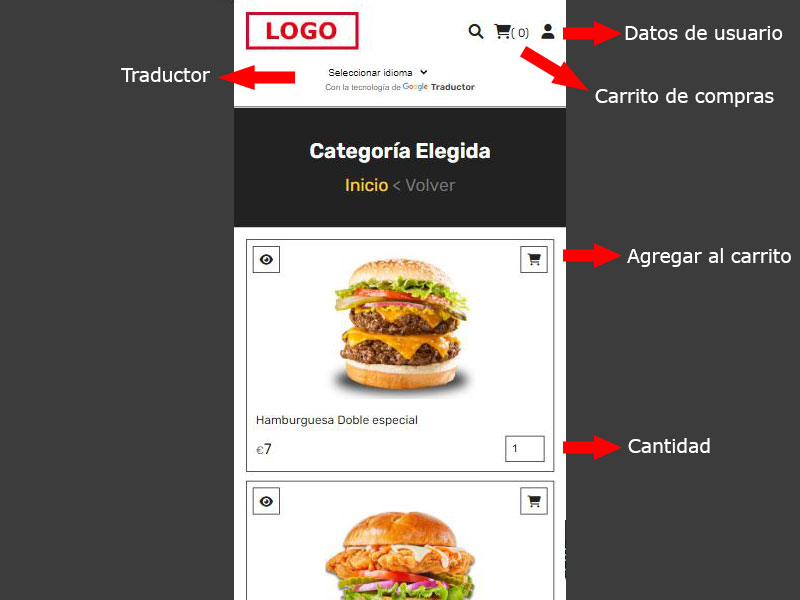 LOGO
( 0)
Datos de usuario
Traductor
Seleccionar idioma
Con la tecnología de Google Traductor
Carrito de compras
Categoría Elegida
Inicio < Volver
Agregar al carrito
Hamburguesa Doble especial
€7
1
Cantidad